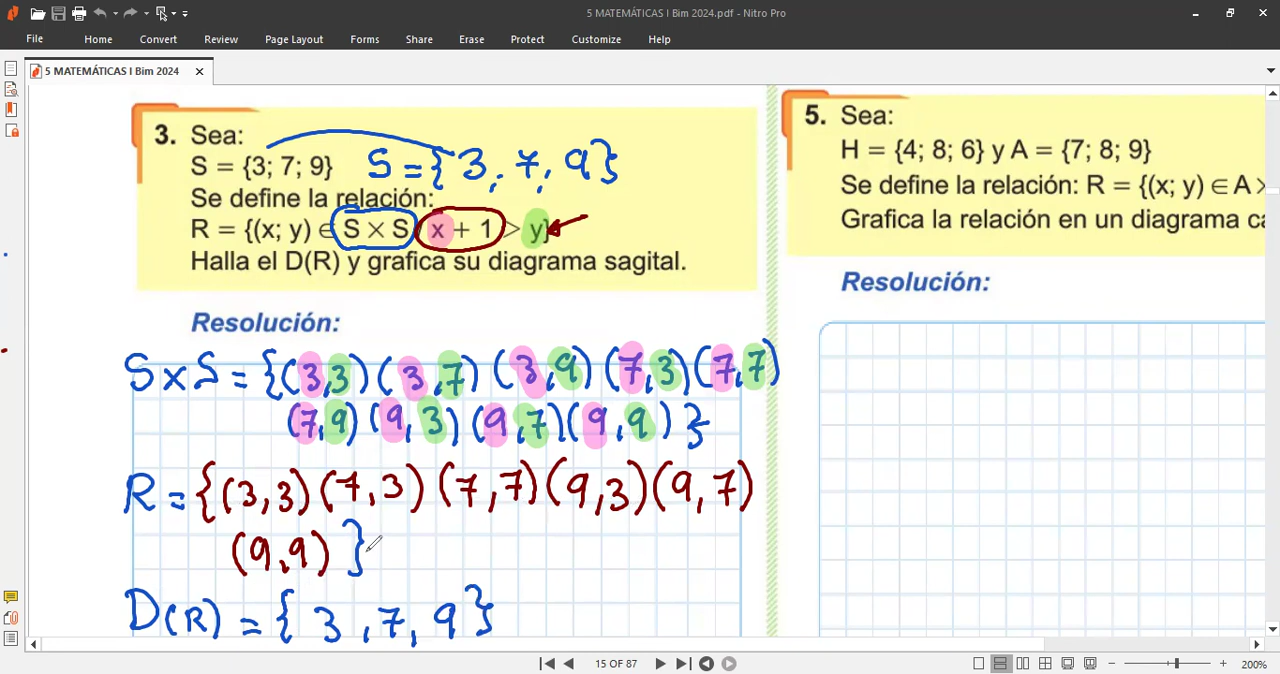 5 MATEMÁTICAS I Bim 2024.pdf - Nitro Pro
File Home Convert Review Page Layout Forms Share Erase Protect Customize Help
5 MATEMÁTICAS I Bim 2024
3. Sea:
S = {3; 7; 9} S = {3, 7, 9}
Se define la relación:
R = {(x; y) ∈ S × S x + 1 > y}
Halla el D(R) y grafica su diagrama sagital.
Resolución:
S x S = {(3,3) (3,7) (3,9) (7,3) (7,7)
(7,9) (9,3) (9,7) (9,9) }
R = {(3,3) (7,3) (7,7) (9,3) (9,7)
(9,9) }
D(R) = { 3 , 7, 9}
5. Sea:
H = {4; 8; 6} y A = {7; 8; 9}
Se define la relación: R = {(x; y) ∈ A ×
Grafica la relación en un diagrama ca
Resolución:
15 OF 87
200%